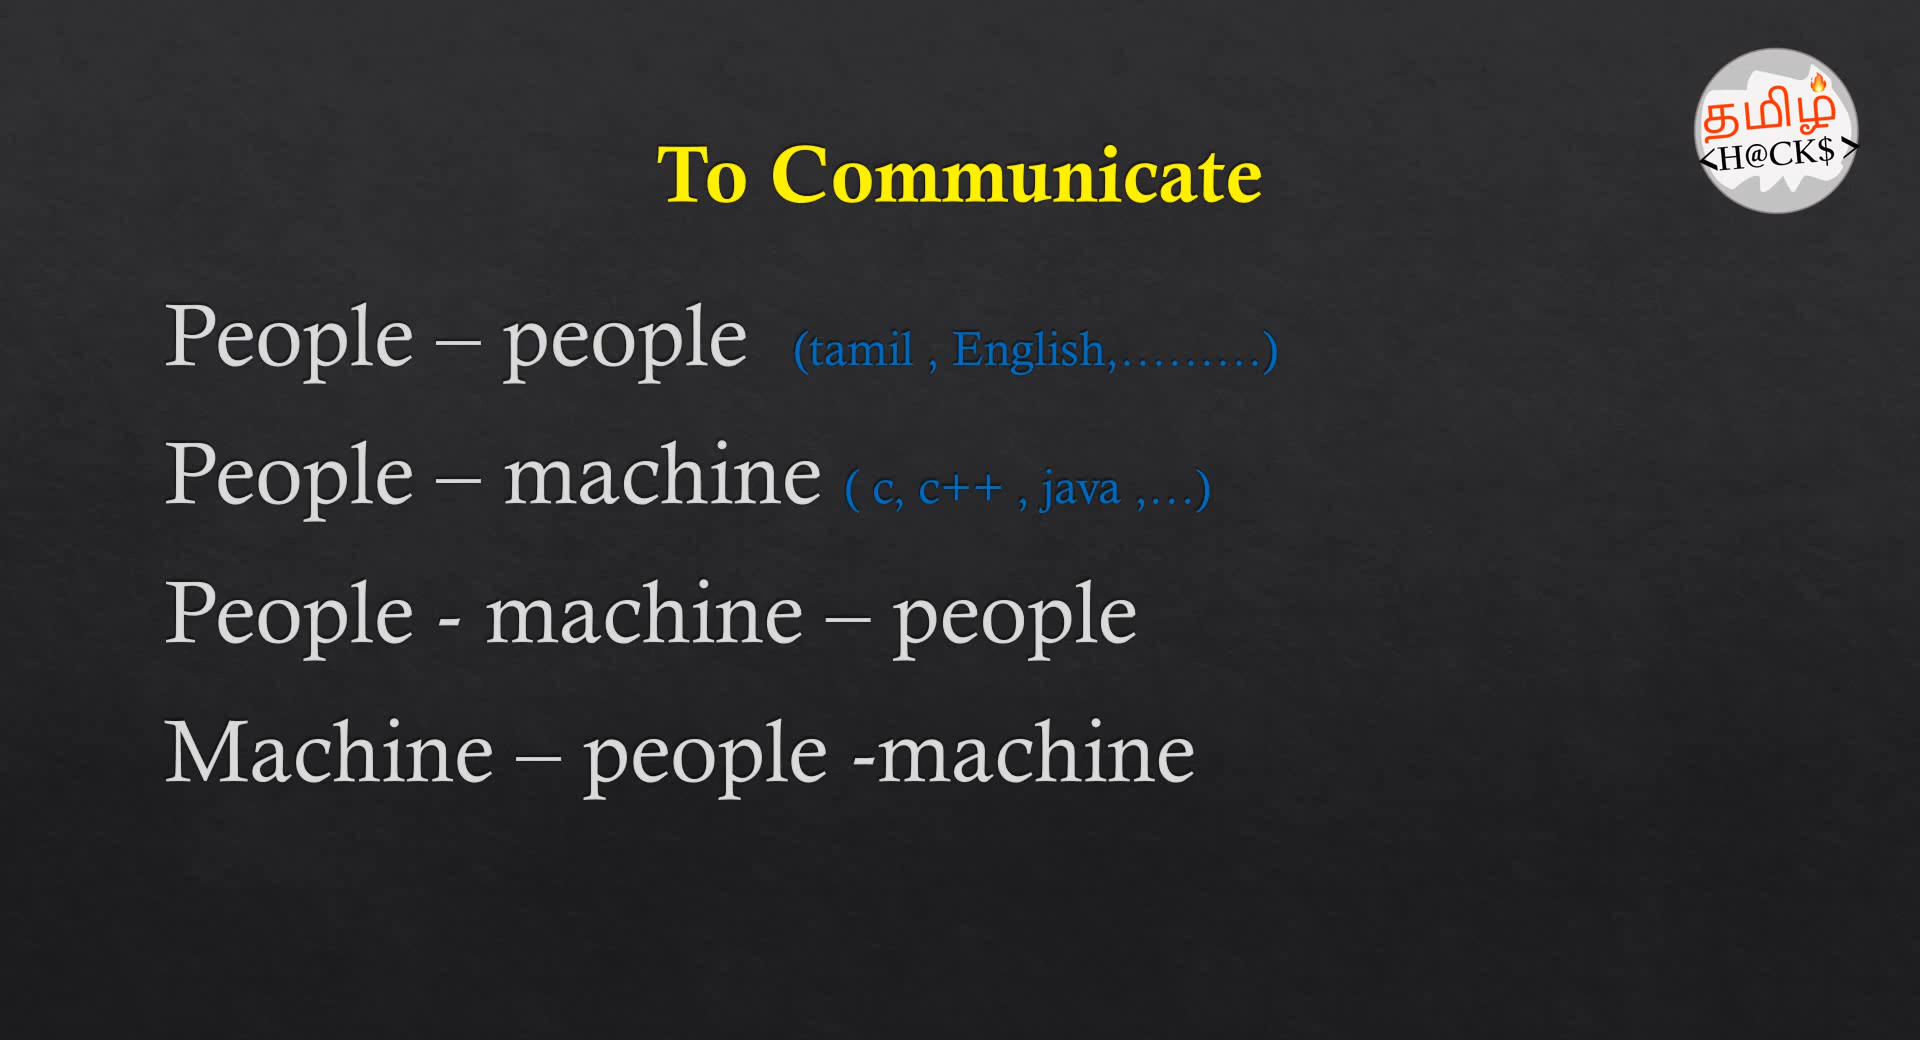 தமிழ்
<H@CK$>
To Communicate
People – people (tamil , English,.........)
People – machine ( c, c++ , java ,...)
People - machine – people
Machine – people -machine